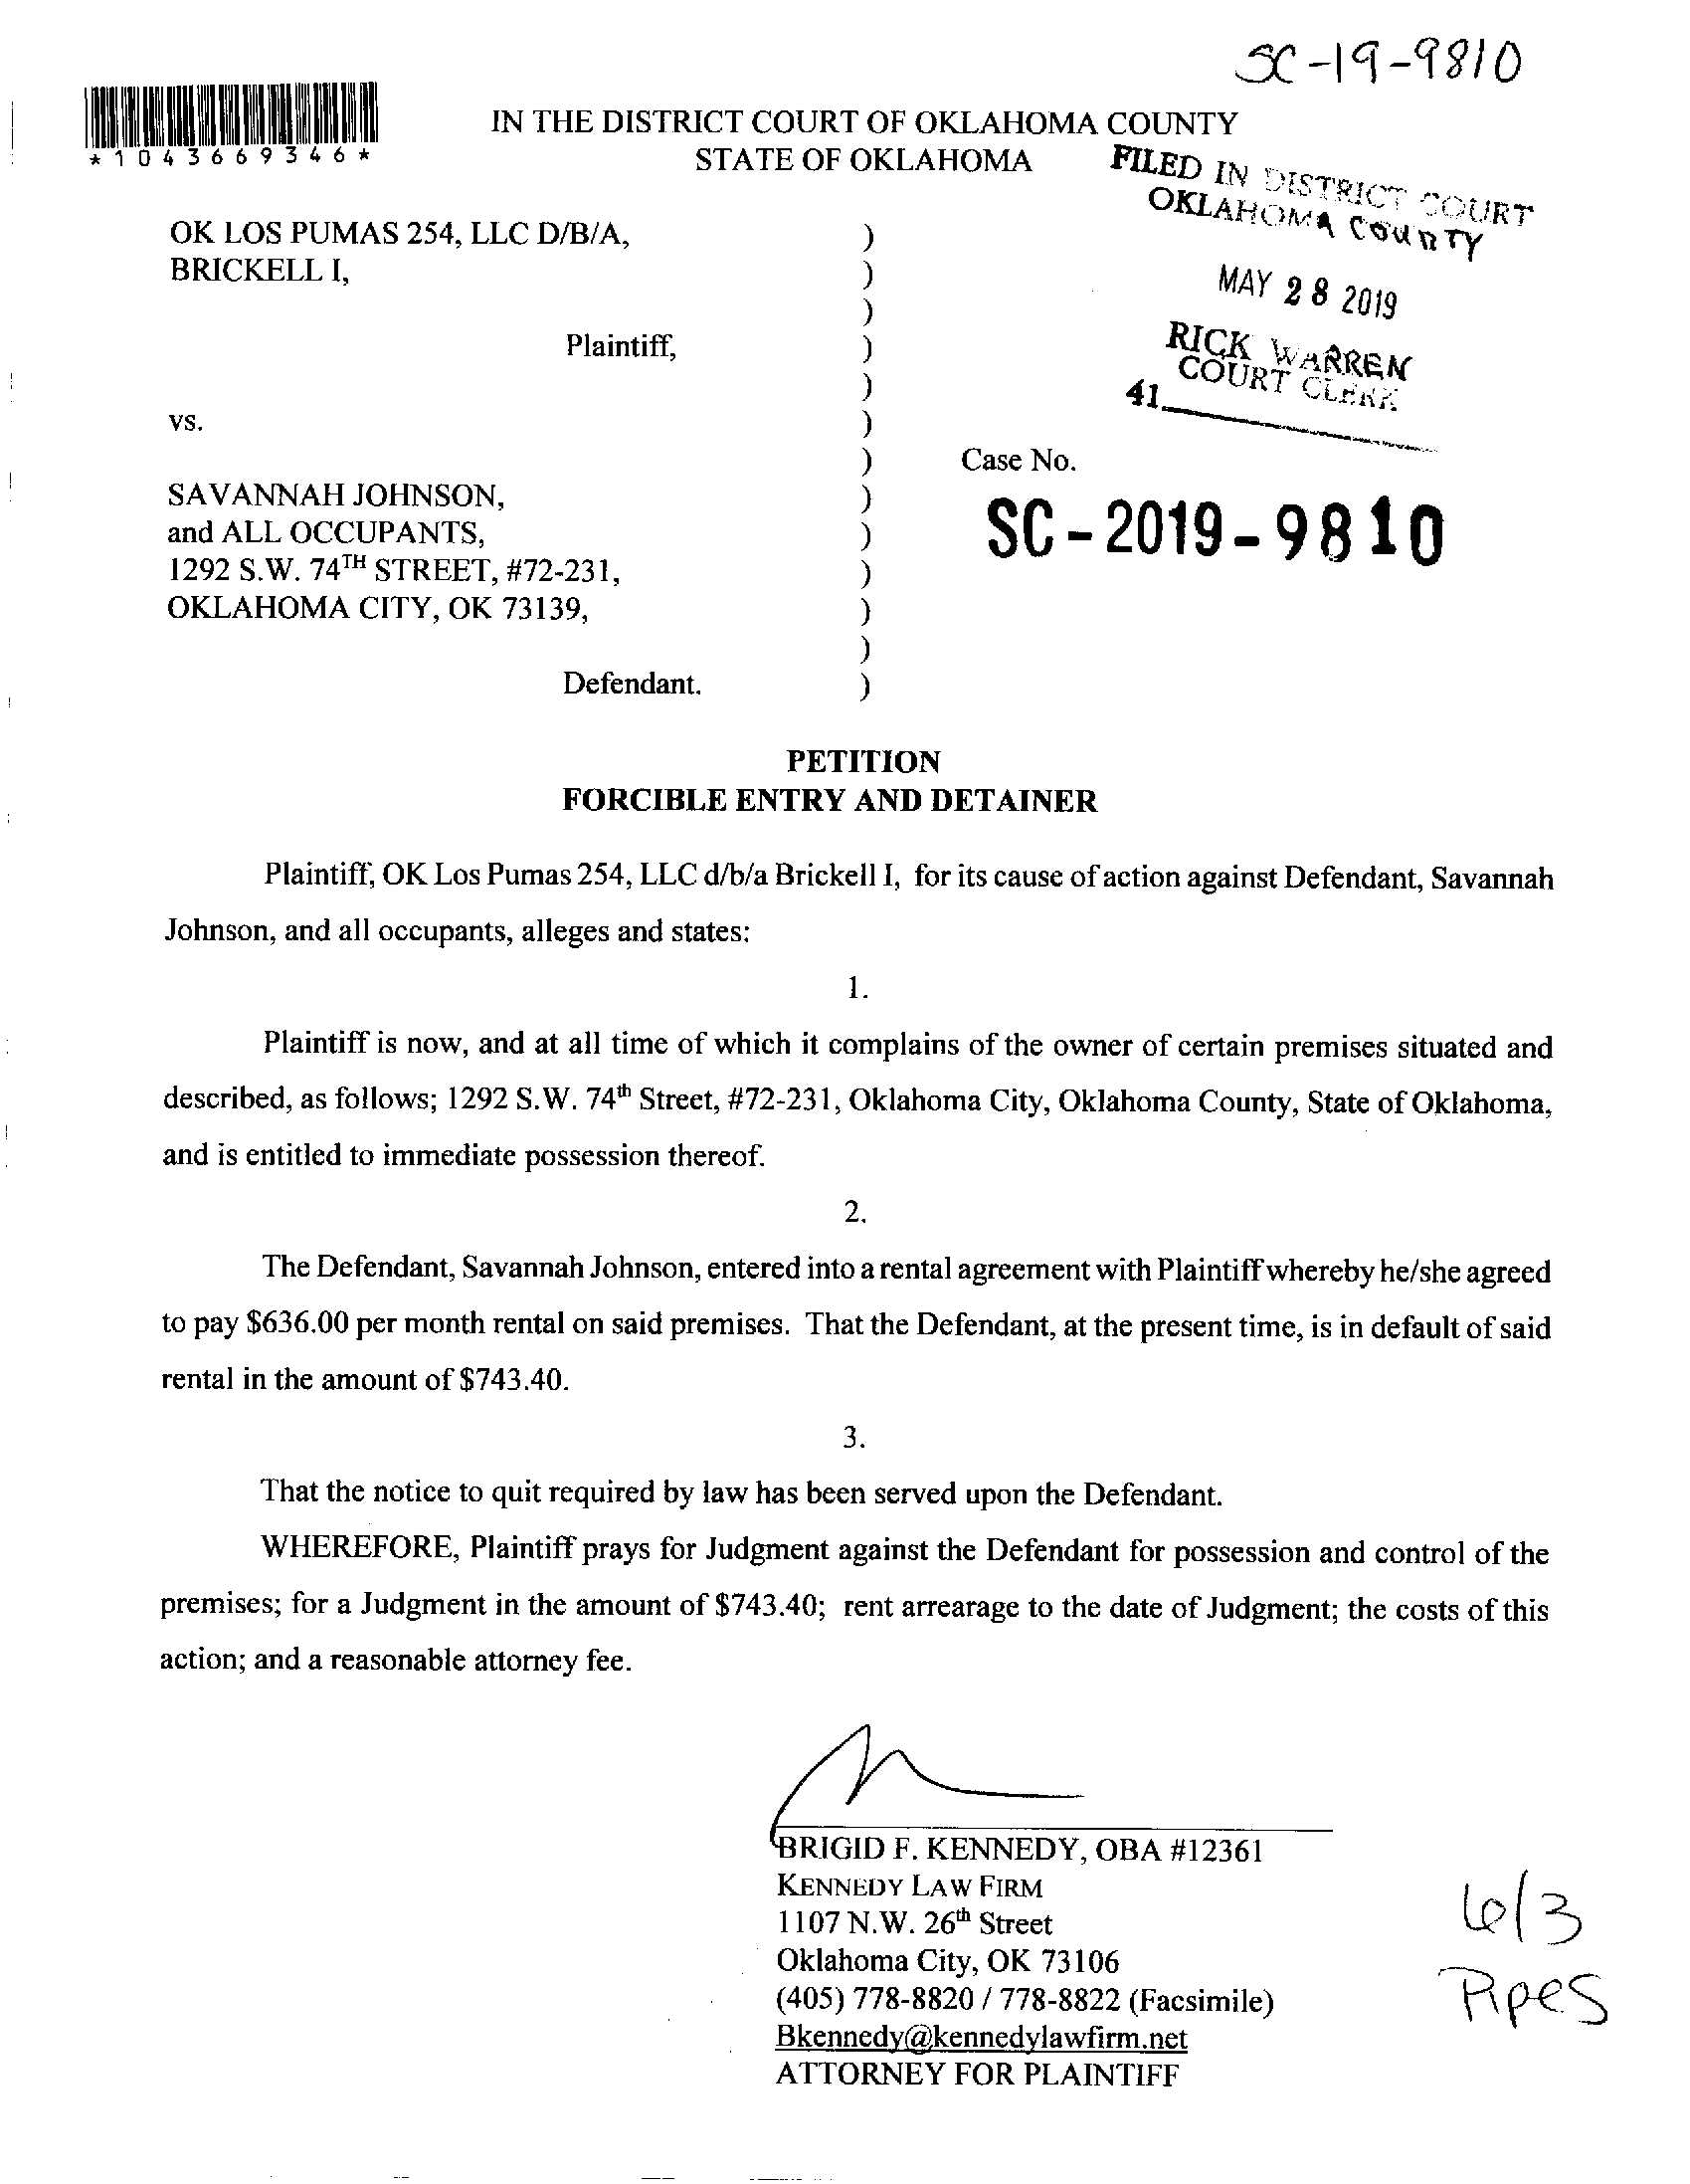 SC-19-9810
*1043669346*
IN THE DISTRICT COURT OF OKLAHOMA COUNTY
STATE OF OKLAHOMA
FILED IN DISTRICT COURT
OKLAHOMA COUNTY
MAY 28 2019
RICK WARREN
COURT CLERK
41
OK LOS PUMAS 254, LLC D/B/A, )
BRICKELL I, )
)
Plaintiff, )
)
vs. )
) Case No.
SAVANNAH JOHNSON, ) SC-2019-9810
and ALL OCCUPANTS, )
1292 S.W. 74TH STREET, #72-231, )
OKLAHOMA CITY, OK 73139, )
)
Defendant. )
PETITION
FORCIBLE ENTRY AND DETAINER
Plaintiff, OK Los Pumas 254, LLC d/b/a Brickell I, for its cause of action against Defendant, Savannah
Johnson, and all occupants, alleges and states:
1.
Plaintiff is now, and at all time of which it complains of the owner of certain premises situated and
described, as follows; 1292 S.W. 74th Street, #72-231, Oklahoma City, Oklahoma County, State of Oklahoma,
and is entitled to immediate possession thereof.
2.
The Defendant, Savannah Johnson, entered into a rental agreement with Plaintiff whereby he/she agreed
to pay $636.00 per month rental on said premises. That the Defendant, at the present time, is in default of said
rental in the amount of $743.40.
3.
That the notice to quit required by law has been served upon the Defendant.
WHEREFORE, Plaintiff prays for Judgment against the Defendant for possession and control of the
premises; for a Judgment in the amount of $743.40; rent arrearage to the date of Judgment; the costs of this
action; and a reasonable attorney fee.
BRIGID F. KENNEDY, OBA #12361
KENNEDY LAW FIRM
1107 N.W. 26th Street
Oklahoma City, OK 73106
(405) 778-8820 / 778-8822 (Facsimile)
Bkennedy@kennedylawfirm.net
ATTORNEY FOR PLAINTIFF
6/3
Pipes